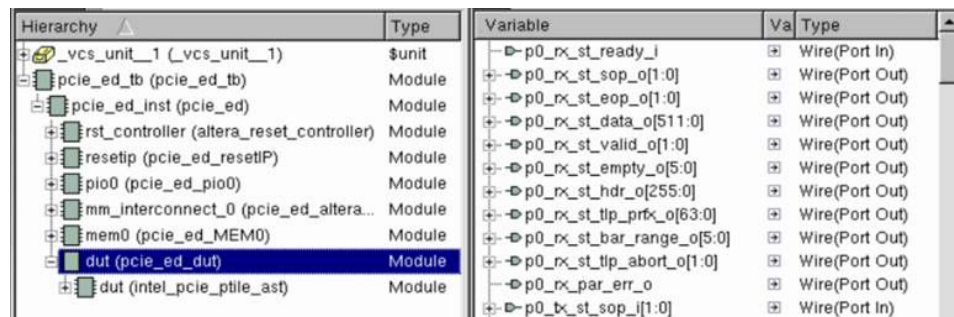 Hierarchy Type
_vcs_unit__1 (_vcs_unit__1) $unit
pcie_ed_tb (pcie_ed_tb) Module
pcie_ed_inst (pcie_ed) Module
rst_controller (altera_reset_controller) Module
resetip (pcie_ed_resetIP) Module
pio0 (pcie_ed_pio0) Module
mm_interconnect_0 (pcie_ed_altera... Module
mem0 (pcie_ed_MEM0) Module
dut (pcie_ed_dut) Module
dut (intel_pcie_ptile_ast) Module
Variable Va Type
p0_rx_st_ready_i Wire(Port In)
p0_rx_st_sop_o[1:0] Wire(Port Out)
p0_rx_st_eop_o[1:0] Wire(Port Out)
p0_rx_st_data_o[511:0] Wire(Port Out)
p0_rx_st_valid_o[1:0] Wire(Port Out)
p0_rx_st_empty_o[5:0] Wire(Port Out)
p0_rx_st_hdr_o[255:0] Wire(Port Out)
p0_rx_st_tlp_prfx_o[63:0] Wire(Port Out)
p0_rx_st_bar_range_o[5:0] Wire(Port Out)
p0_rx_st_tlp_abort_o[1:0] Wire(Port Out)
p0_rx_par_err_o Wire(Port Out)
p0_tx_st_sop_i[1:0] Wire(Port In)